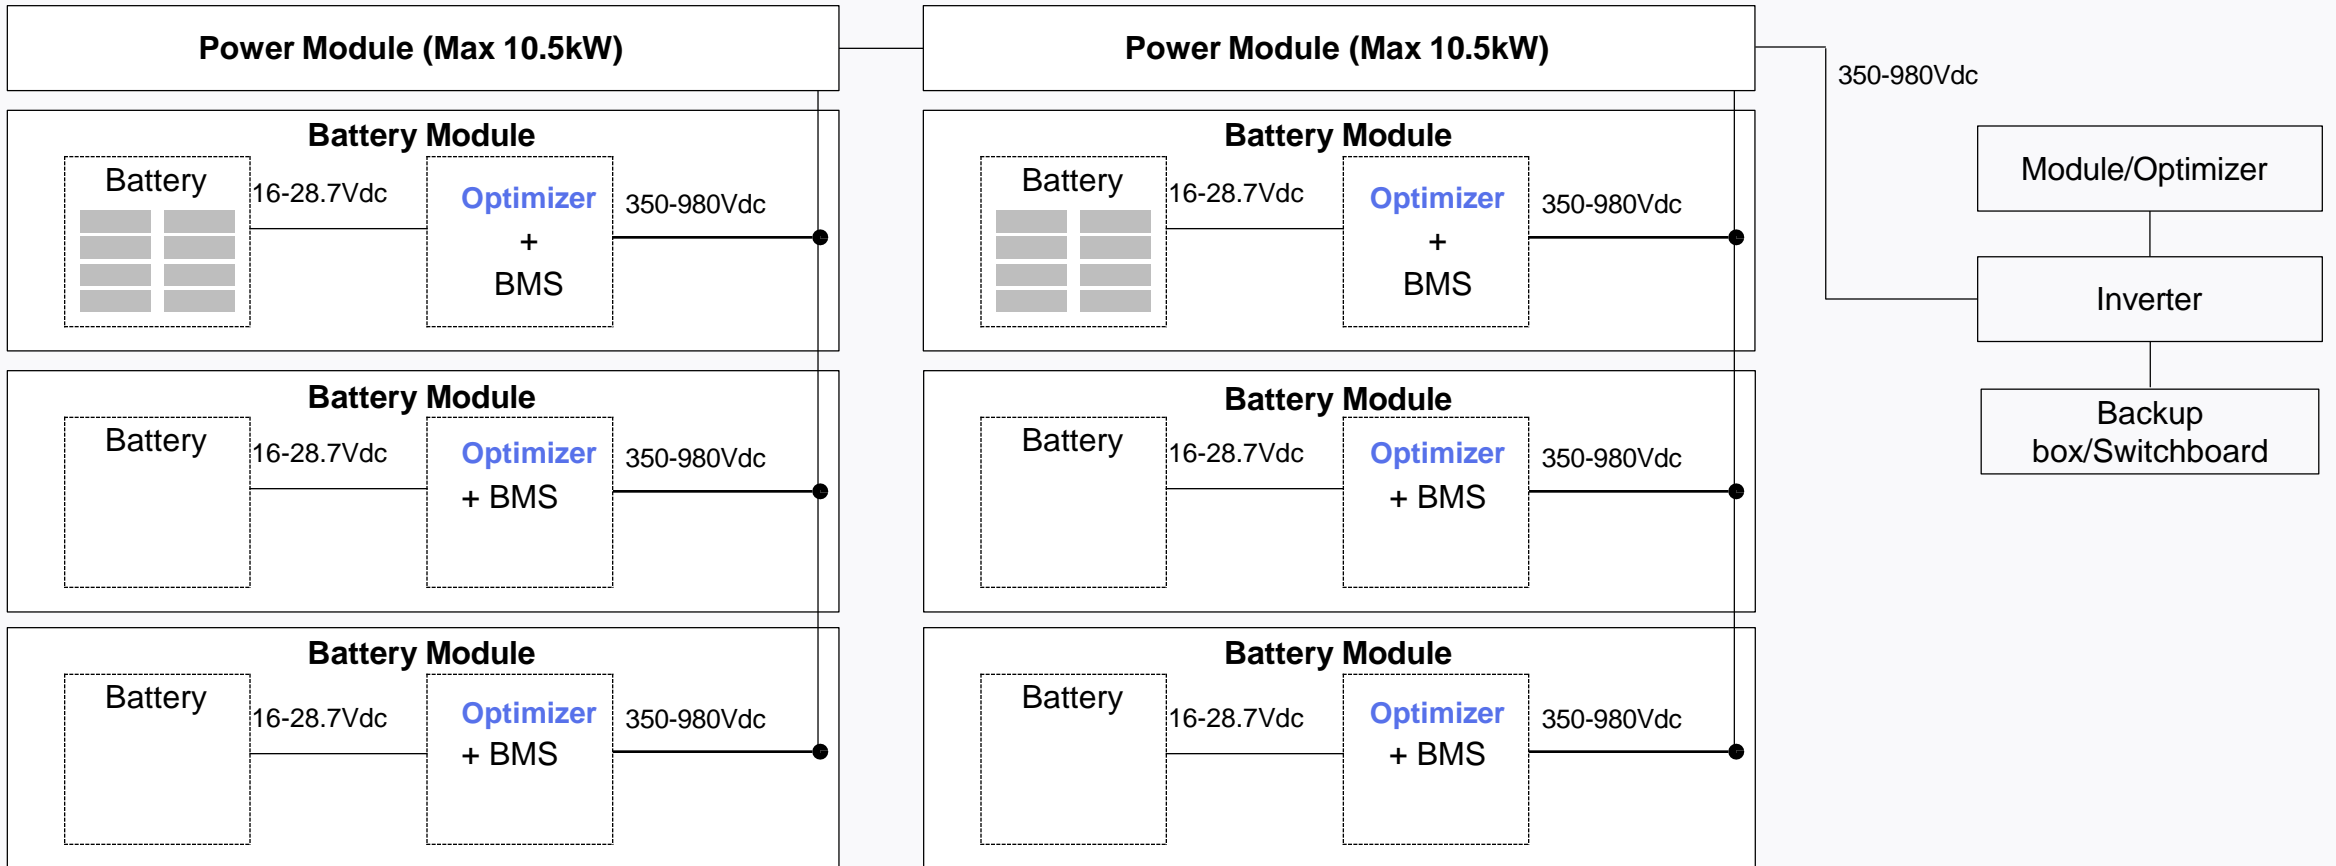 Power Module (Max 10.5kW)
Battery Module
Battery
16-28.7Vdc
Optimizer
+
BMS
350-980Vdc
Battery Module
Battery
16-28.7Vdc
Optimizer
+ BMS
350-980Vdc
Battery Module
Battery
16-28.7Vdc
Optimizer
+ BMS
350-980Vdc
Power Module (Max 10.5kW)
Battery Module
Battery
16-28.7Vdc
Optimizer
+
BMS
350-980Vdc
Battery Module
Battery
16-28.7Vdc
Optimizer
+ BMS
350-980Vdc
Battery Module
Battery
16-28.7Vdc
Optimizer
+ BMS
350-980Vdc
350-980Vdc
Module/Optimizer
Inverter
Backup
box/Switchboard